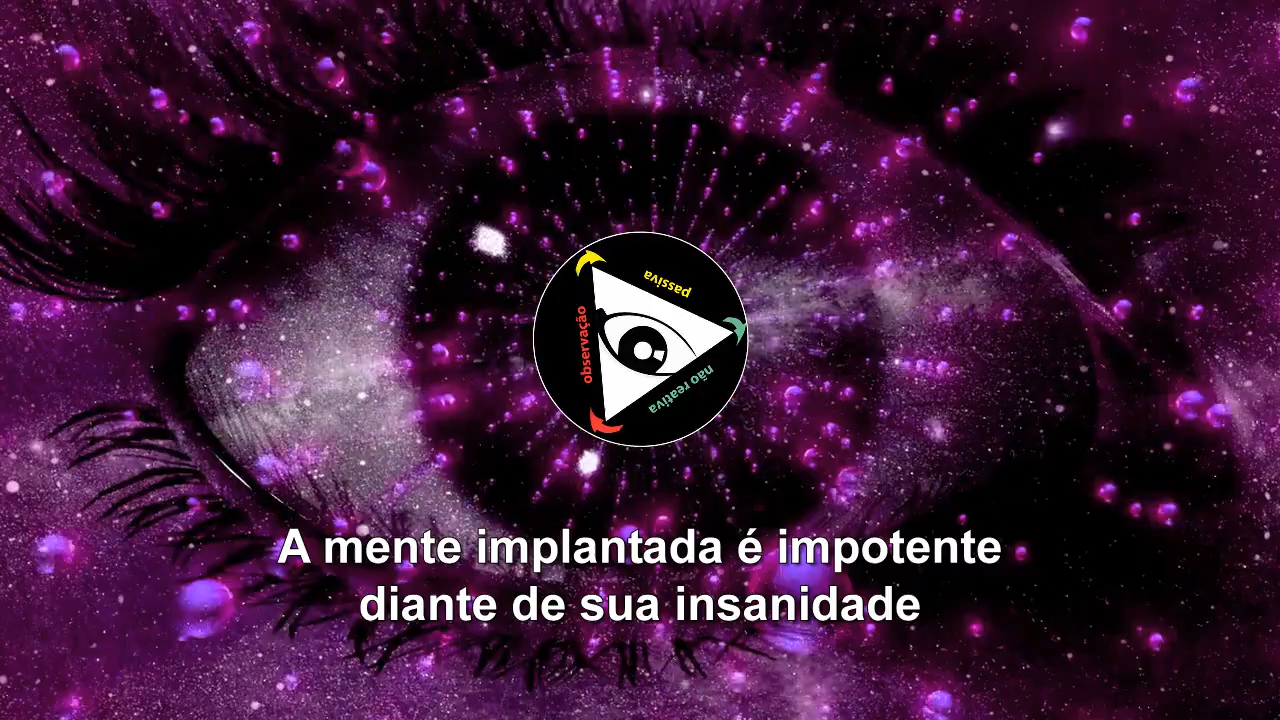 passiva
observação
não reativa
A mente implantada é impotente
diante de sua insanidade